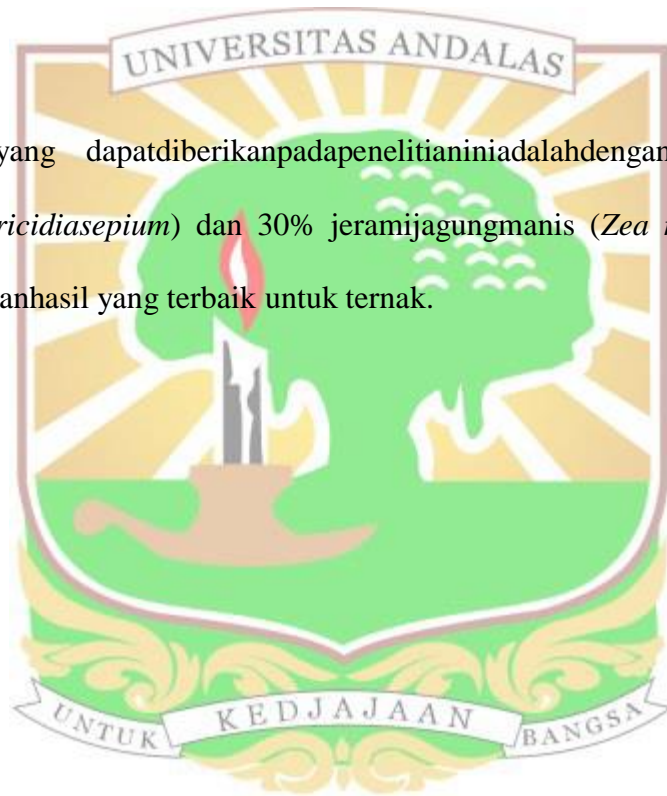 UNIVERSITAS ANDALAS
yang dapatdiberikanpadapenelitianiniadalahdengan
ricidiasepium) dan 30% jeramijagungmanis (Zea
anhasil yang terbaik untuk ternak.
UNTUK KEDJAJAAN BANGSA